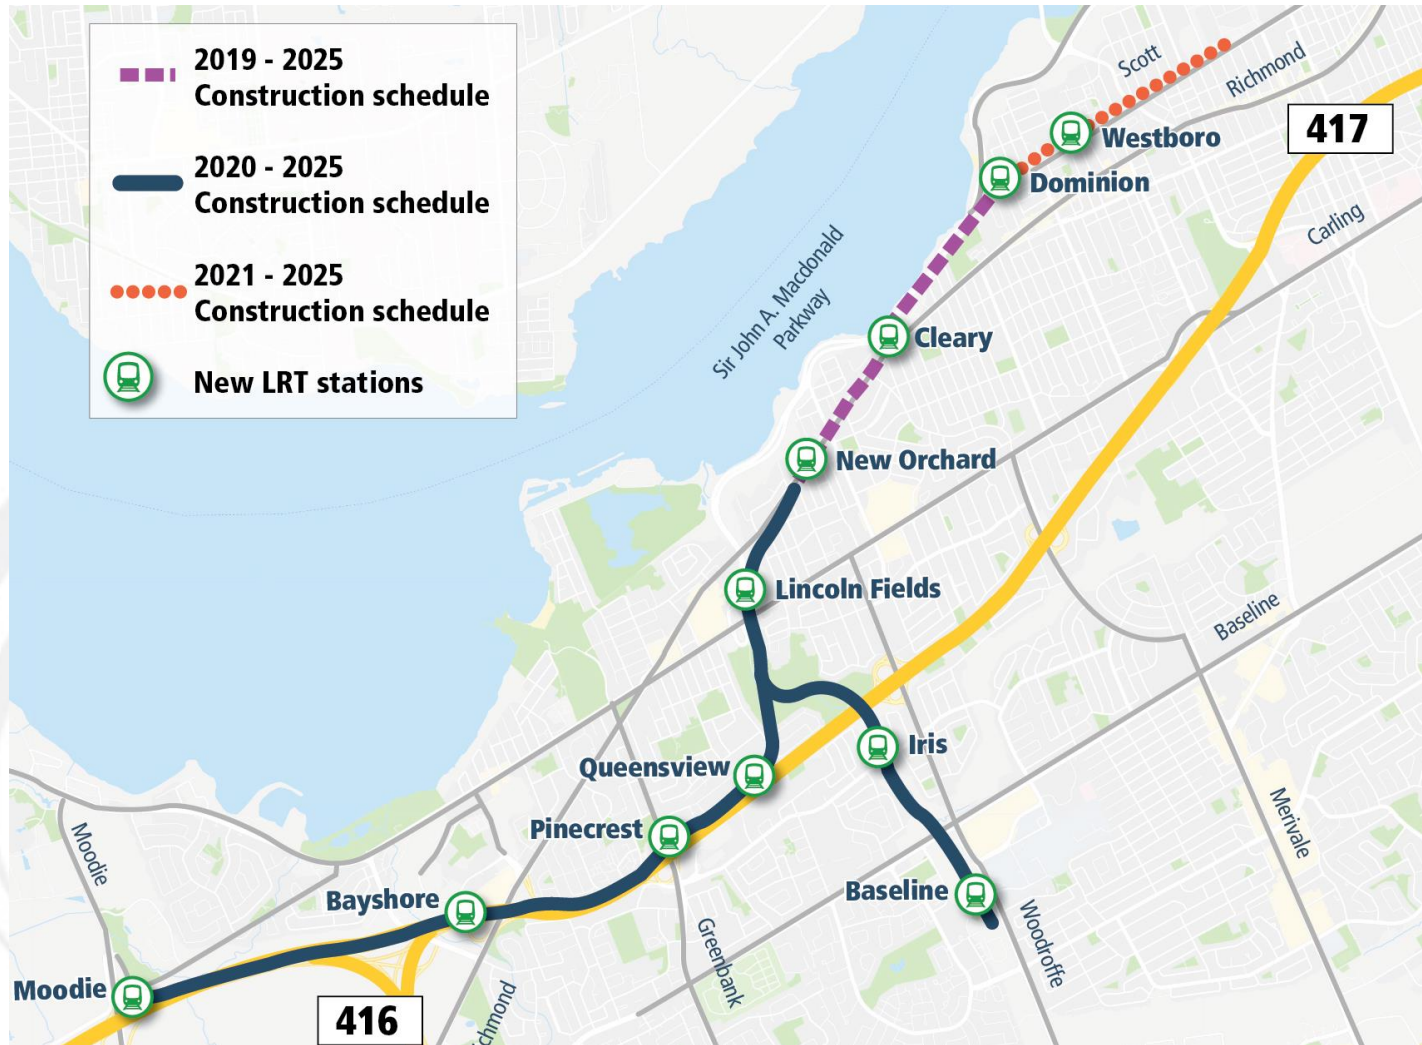 2019 - 2025
Construction schedule
2020 - 2025
Construction schedule
2021 - 2025
Construction schedule
New LRT stations
Scott
Richmond
417
Westboro
Dominion
Carling
Sir John A. Macdonald
Parkway
Cleary
New Orchard
Lincoln Fields
Baseline
Iris
Queensview
Pinecrest
Moodie
Merivale
Bayshore
Baseline
Greenbank
Woodroffe
Moodie
416
chmond